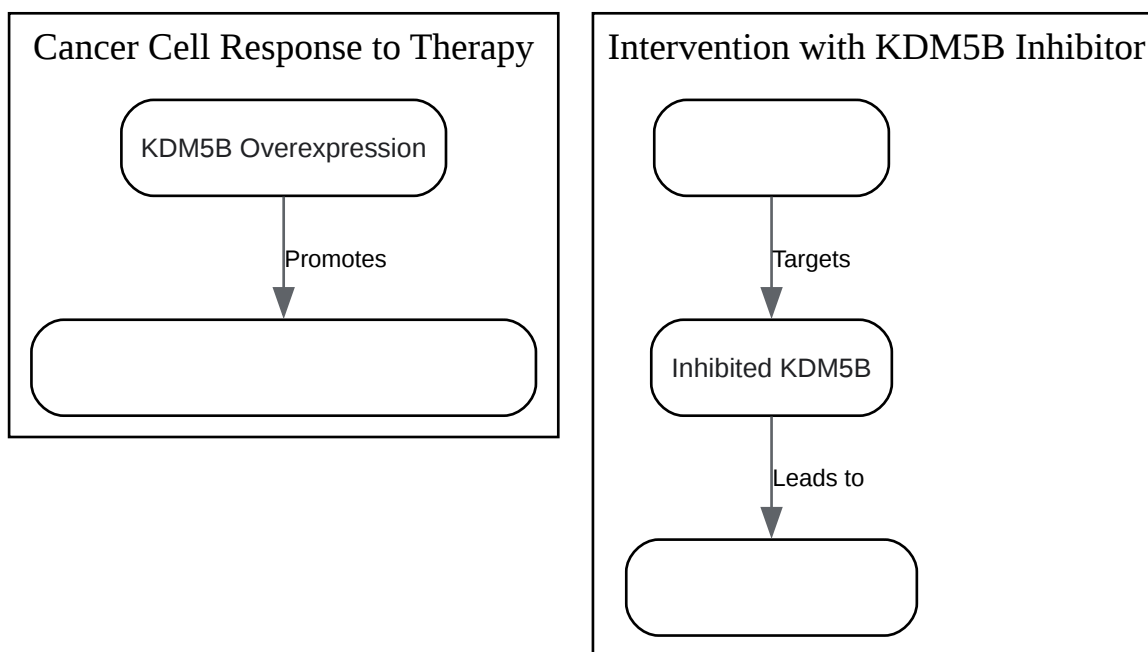 Cancer Cell Response to Therapy
KDM5B Overexpression
Promotes
Intervention with KDM5B Inhibitor
Targets
Inhibited KDM5B
Leads to